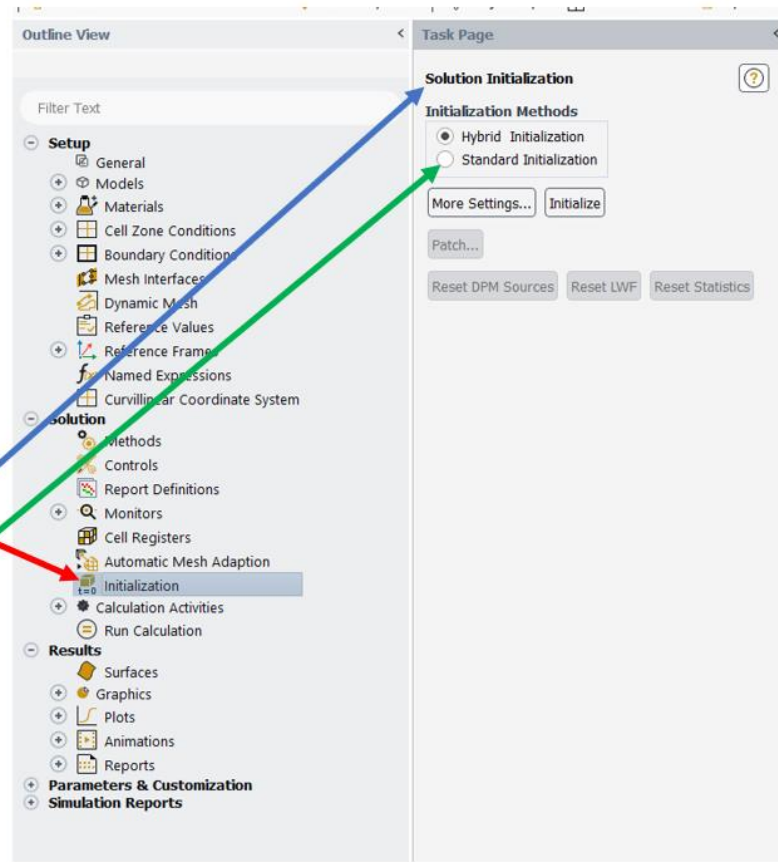 Outline View
Filter Text
Setup
General
Models
Materials
Cell Zone Conditions
Boundary Conditions
Mesh Interfaces
Dynamic Mesh
Reference Values
Reference Frames
Named Expressions
Curvillinear Coordinate System
Solution
Methods
Controls
Report Definitions
Monitors
Cell Registers
Automatic Mesh Adaption
t=0 Initialization
Calculation Activities
Run Calculation
Results
Surfaces
Graphics
Plots
Animations
Reports
Parameters & Customization
Simulation Reports
Task Page
Solution Initialization ?
Initialization Methods
Hybrid Initialization
Standard Initialization
More Settings... Initialize
Patch...
Reset DPM Sources Reset LWF Reset Statistics